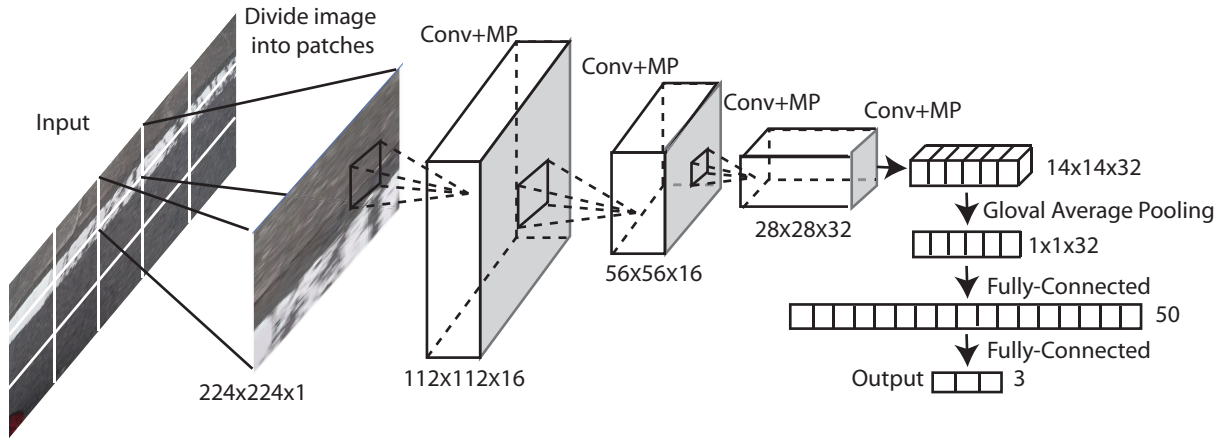 Divide image
into patches
Input
Conv+MP
Conv+MP
Conv+MP
Conv+MP
224x224x1
112x112x16
56x56x16
28x28x32
14x14x32
Gloval Average Pooling
1x1x32
Fully-Connected
50
Fully-Connected
Output
3